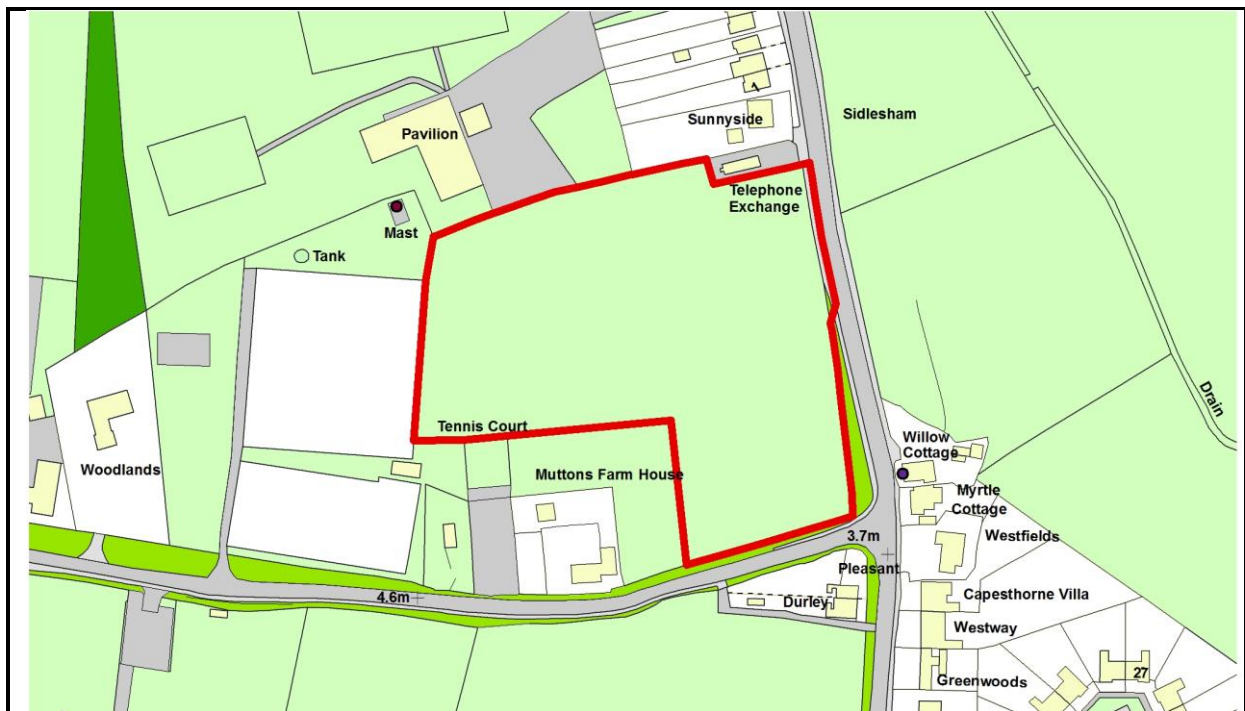 Sunnyside
1
Sidlesham
Pavilion
Telephone
Exchange
Mast
Tank
Drain
Tennis Court
Woodlands
Muttons Farm House
Willow
Cottage
Myrtle
Cottage
3.7m
Westfields
Pleasant
4.6m
Durley
Capesthorne Villa
Westway
Greenwoods
27